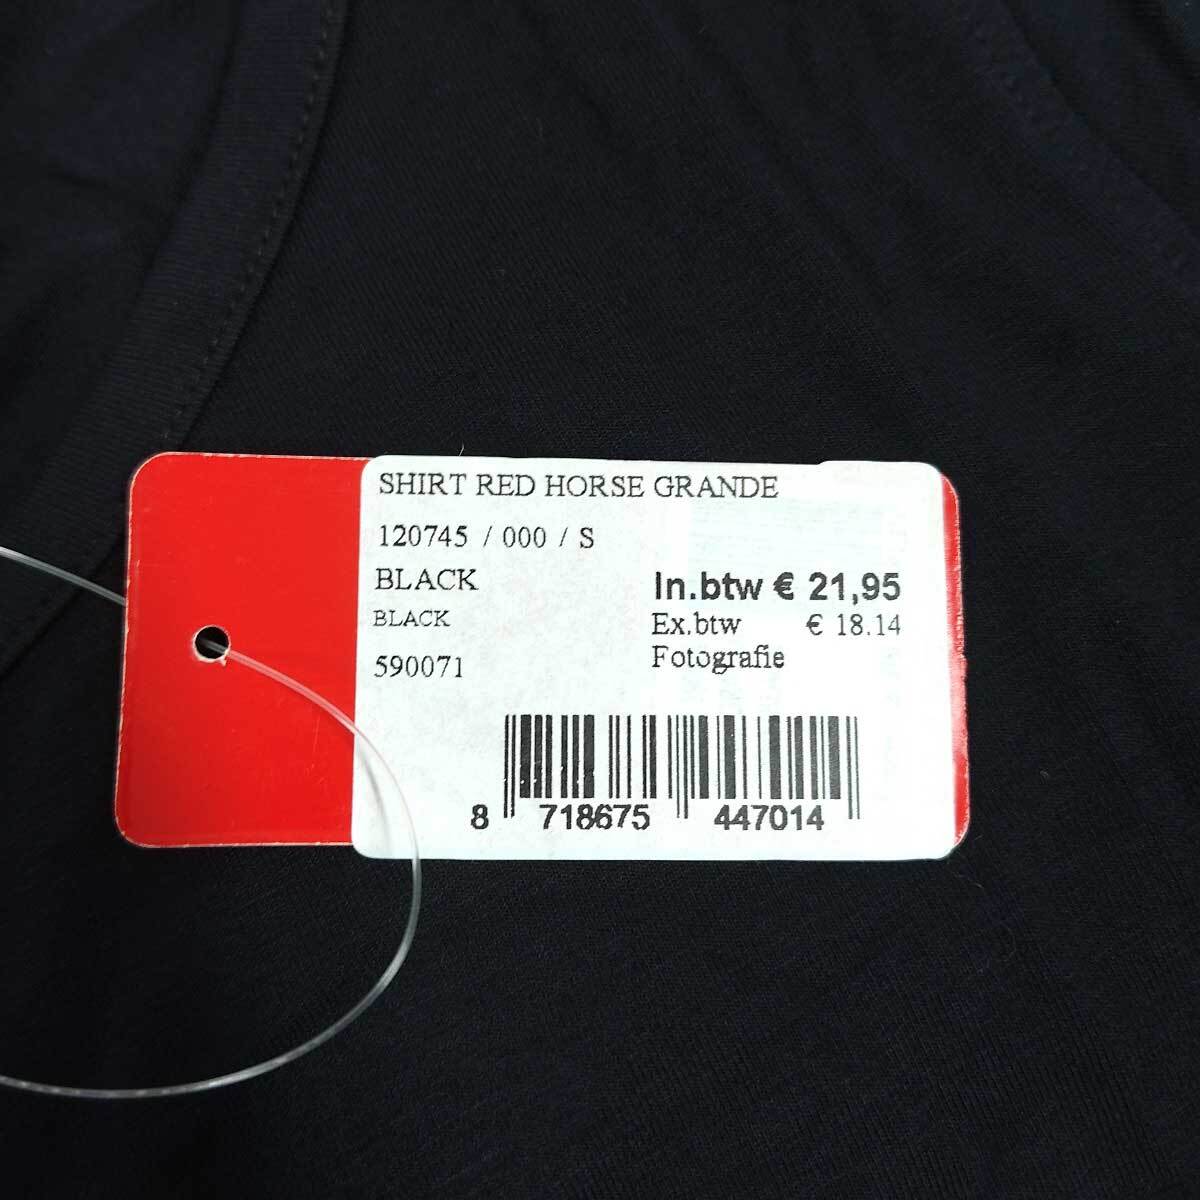 SHIRT RED HORSE GRANDE
120745 / 000 / S
BLACK
In.btw € 21,95
BLACK
Ex.btw € 18.14
590071
Fotografie
8 718675 447014